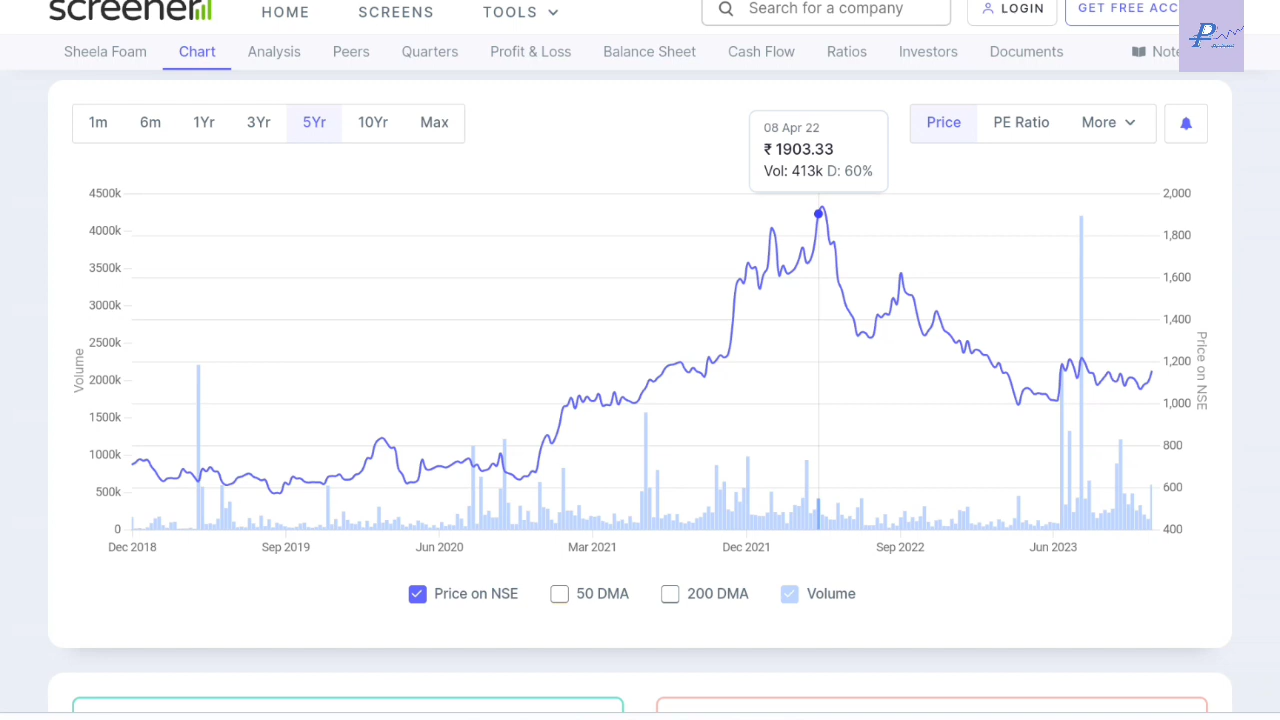 screener
HOME SCREENS TOOLS
Search for a company
LOGIN
GET FREE ACC
Sheela Foam Chart Analysis Peers Quarters Profit & Loss Balance Sheet Cash Flow Ratios Investors Documents Note
1m 6m 1Yr 3Yr 5Yr 10Yr Max
Price PE Ratio More
08 Apr 22
₹ 1903.33
Vol: 413k D: 60%
4500k
4000k
3500k
3000k
2500k
2000k
1500k
1000k
500k
0
Volume
2,000
1,800
1,600
1,400
1,200
1,000
800
600
400
Price on NSE
Dec 2018 Sep 2019 Jun 2020 Mar 2021 Dec 2021 Sep 2022 Jun 2023
Price on NSE 50 DMA 200 DMA Volume